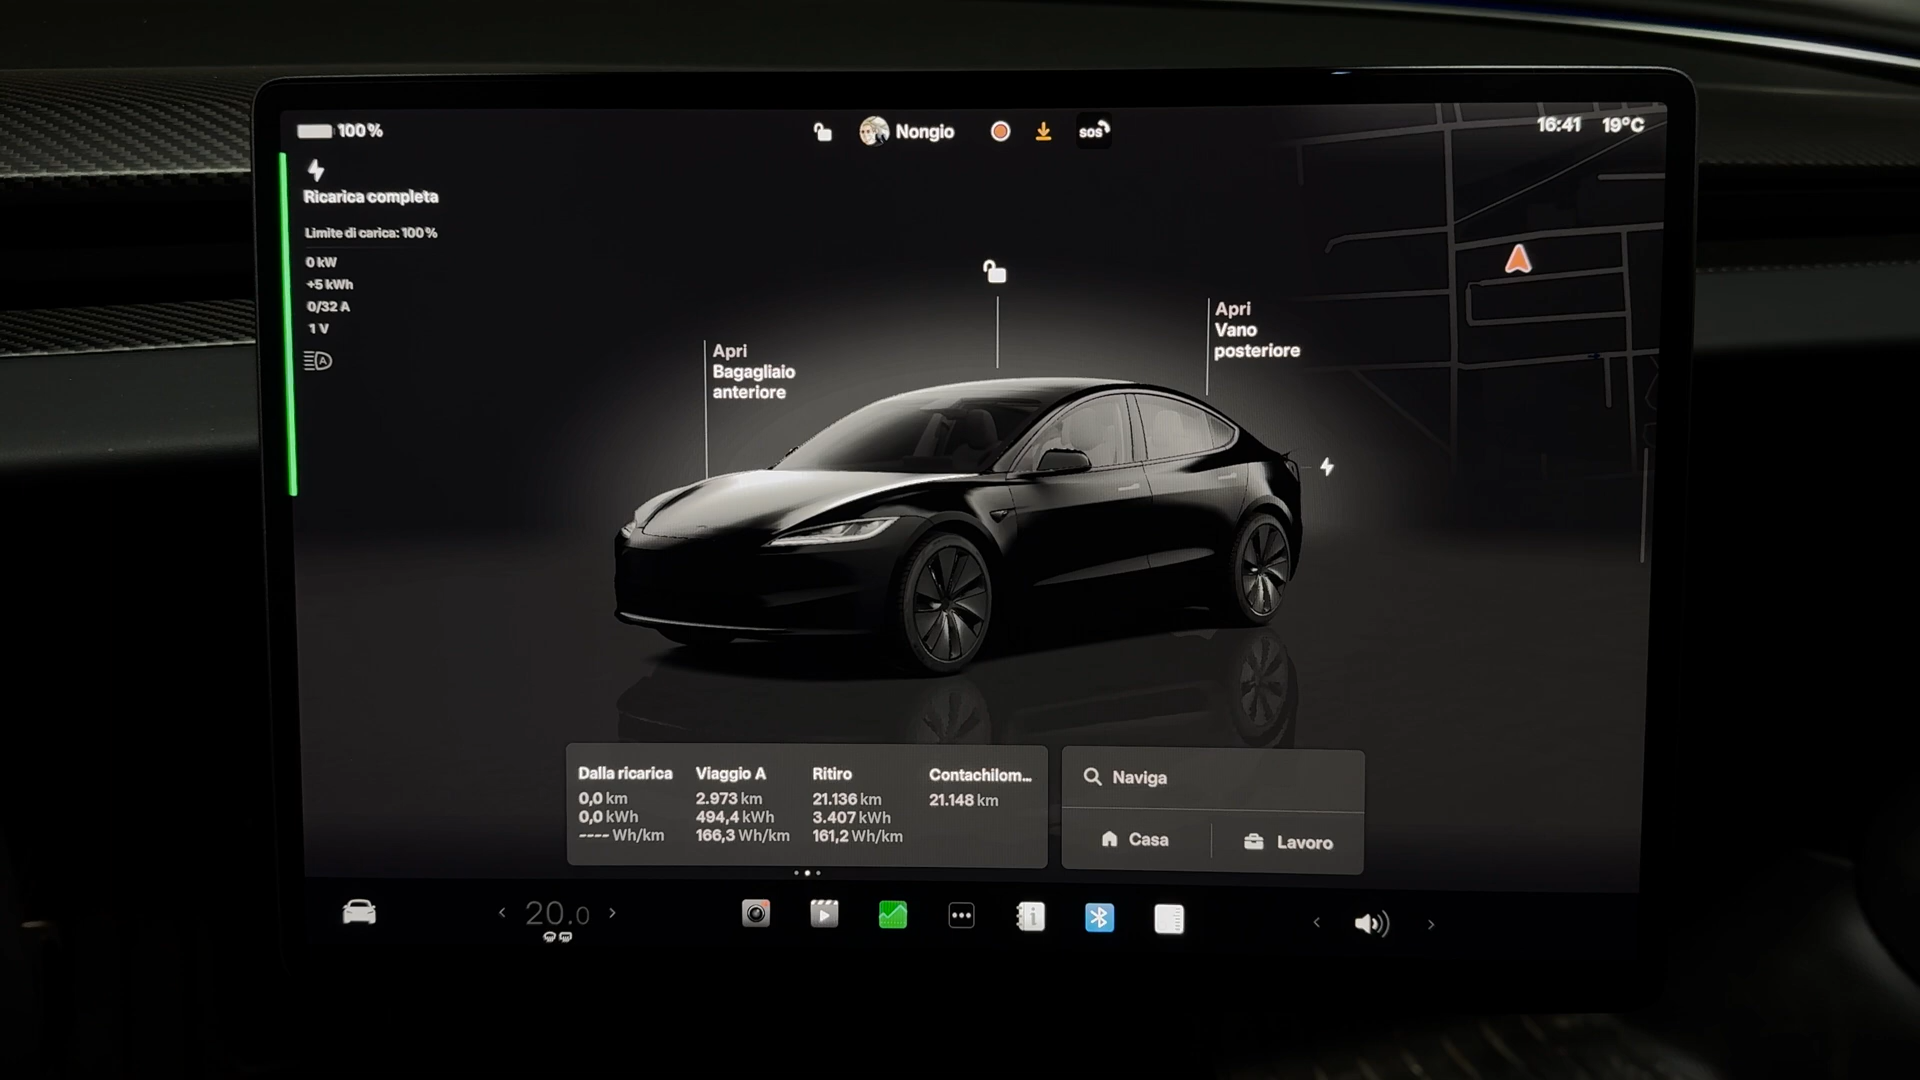 100 %
Nongio
sos
16:41 19°C
Ricarica completa
Limite di carica: 100 %
0 kW
+5 kWh
0/32 A
1 V
A
Apri
Bagagliaio
anteriore
Apri
Vano
posteriore
Dalla ricarica
0,0 km
0,0 kWh
---- Wh/km
Viaggio A
2.973 km
494,4 kWh
166,3 Wh/km
Ritiro
21.136 km
3.407 kWh
161,2 Wh/km
Contachilom...
21.148 km
Naviga
Casa
Lavoro
20.0